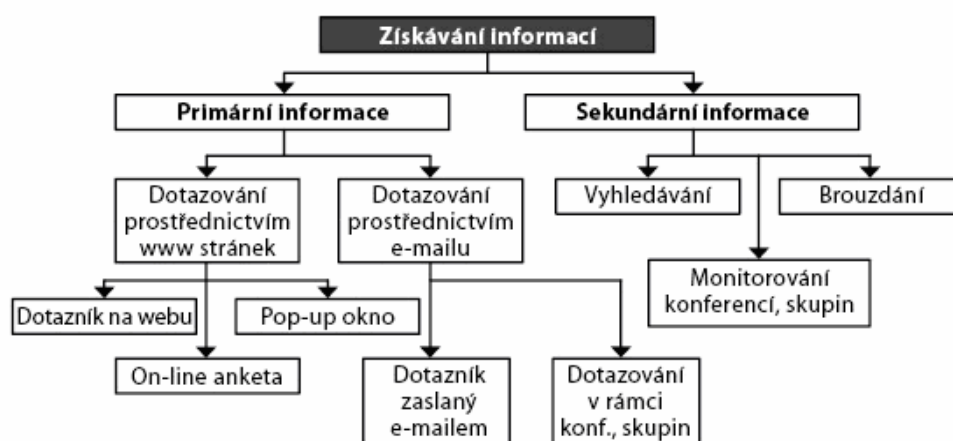 Získávání informací
Primární informace
Sekundární informace
Dotazování
prostřednictvím
www stránek
Dotazování
prostřednictvím
e-mailu
Vyhledávání
Brouzdání
Monitorování
konferencí, skupin
Dotazník na webu
Pop-up okno
On-line anketa
Dotazník
zaslaný
e-mailem
Dotazování
v rámci
konf., skupin